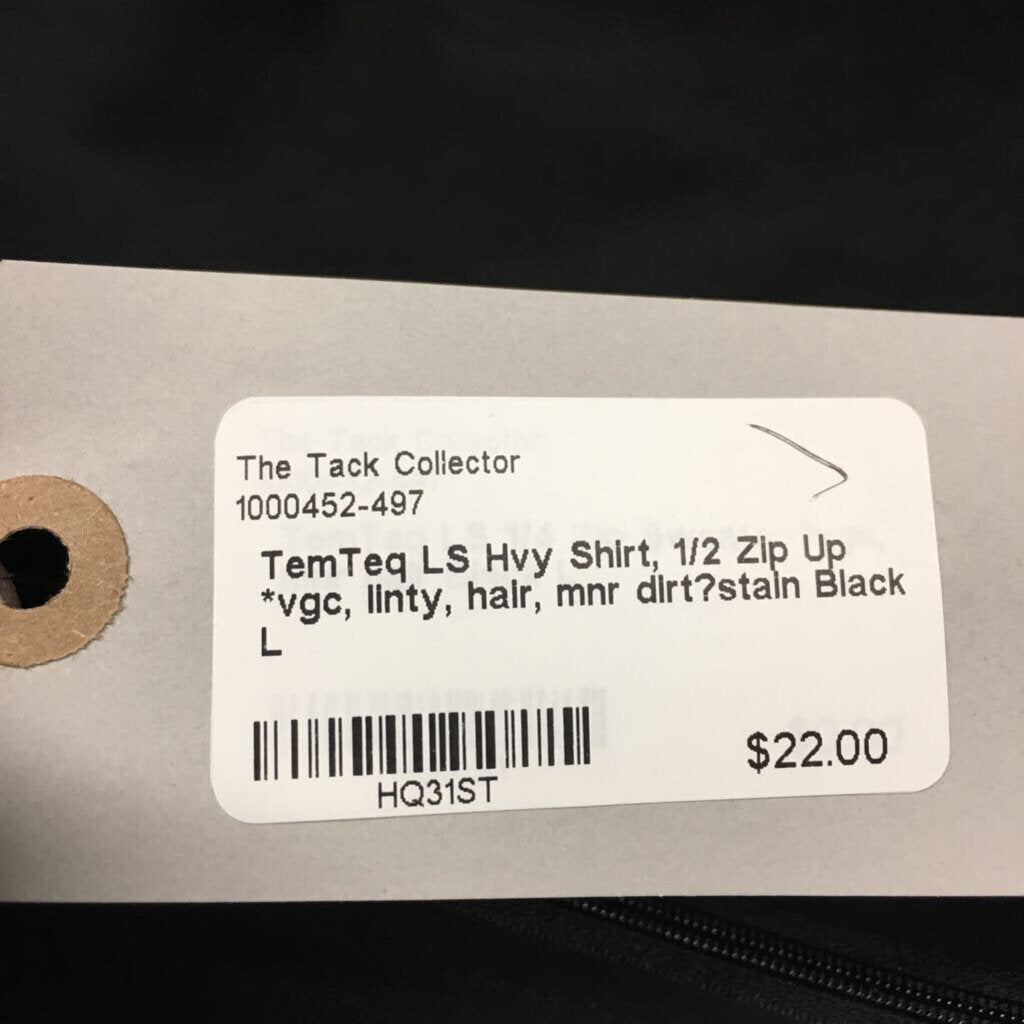 The Tack Collector
1000452-497
TemTeq LS Hvy Shirt, 1/2 Zip Up
*vgc, linty, hair, mnr dirt?stain Black
L
HQ31ST
$22.00